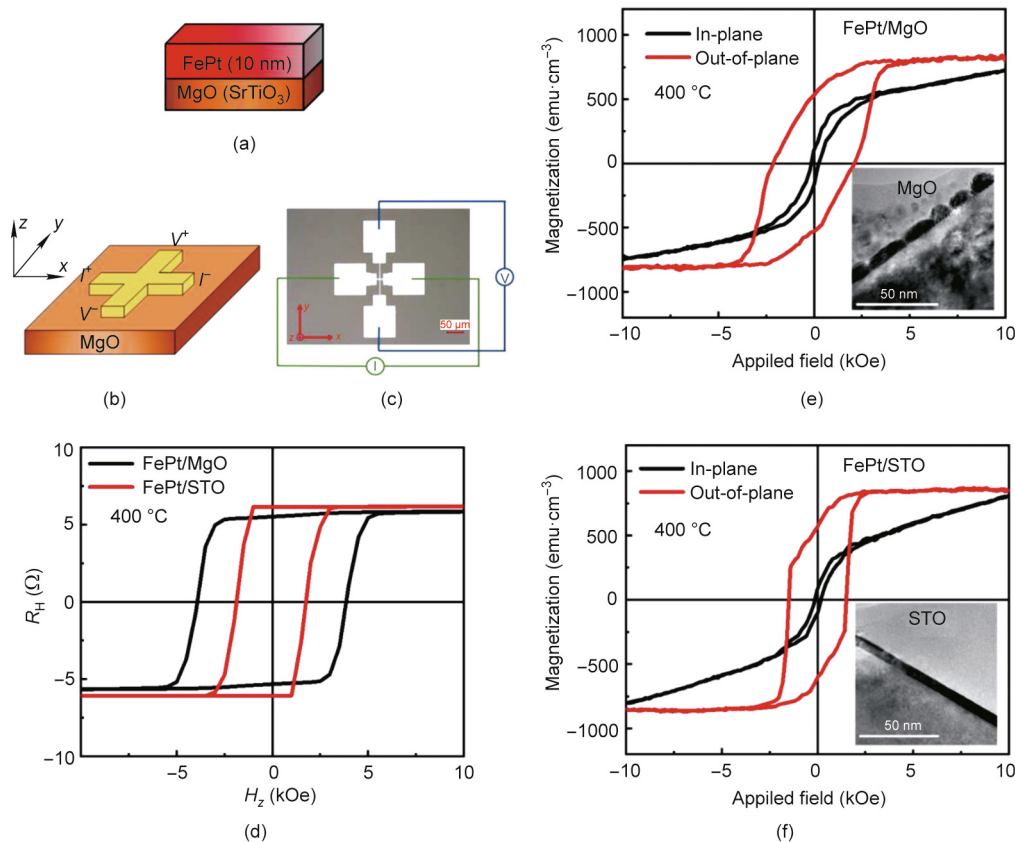 FePt (10 nm)
MgO (SrTiO₃)
(a)
z
y
x
V⁺
I⁺
I⁻
V⁻
MgO
(b)
V
y
z
x
50 μm
I
(c)
10
5
0
−5
−10
R_H (Ω)
FePt/MgO
FePt/STO
400 °C
−5
0
5
10
H_z (kOe)
(d)
1000
500
0
−500
−1000
Magnetization (emu·cm⁻³)
In-plane
Out-of-plane
FePt/MgO
400 °C
MgO
50 nm
−10
−5
0
5
10
Appiled field (kOe)
(e)
1000
500
0
−500
−1000
Magnetization (emu·cm⁻³)
In-plane
Out-of-plane
FePt/STO
400 °C
STO
50 nm
−10
−5
0
5
10
Appiled field (kOe)
(f)